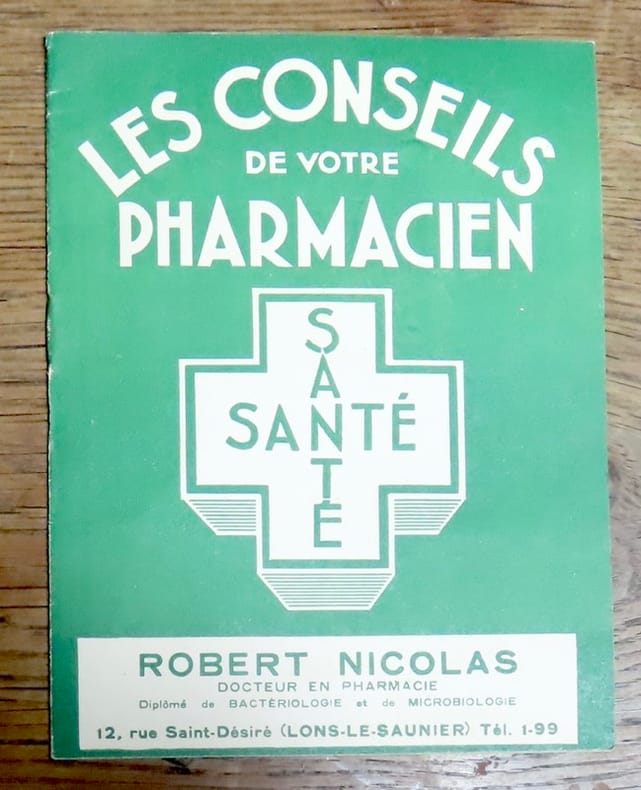 LES CONSEILS
DE VOTRE
PHARMACIEN
SANTÉ
SANTÉ
ROBERT NICOLAS
DOCTEUR EN PHARMACIE
Diplômé de BACTÉRIOLOGIE et de MICROBIOLOGIE
12, rue Saint-Désiré (LONS-LE-SAUNIER) Tél. 1-99